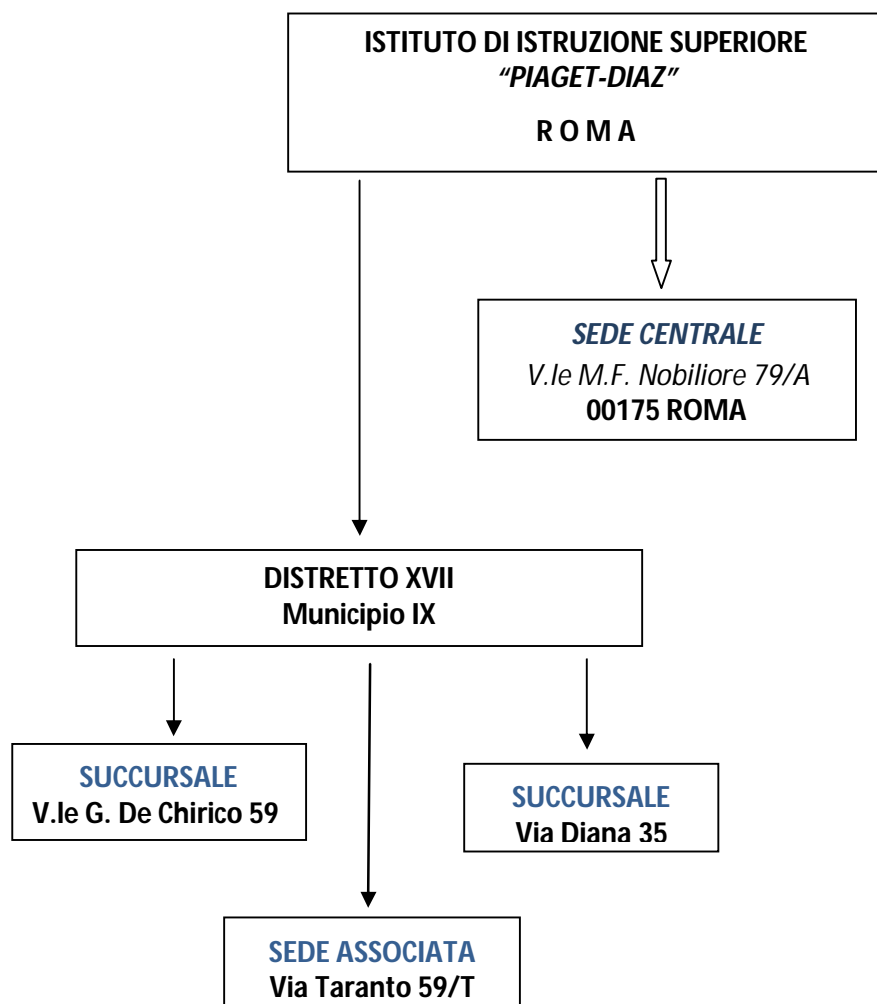 ISTITUTO DI ISTRUZIONE SUPERIORE
“PIAGET-DIAZ”
R O M A
SEDE CENTRALE
V.le M.F. Nobiliore 79/A
00175 ROMA
DISTRETTO XVII
Municipio IX
SUCCURSALE
V.le G. De Chirico 59
SUCCURSALE
Via Diana 35
SEDE ASSOCIATA
Via Taranto 59/T